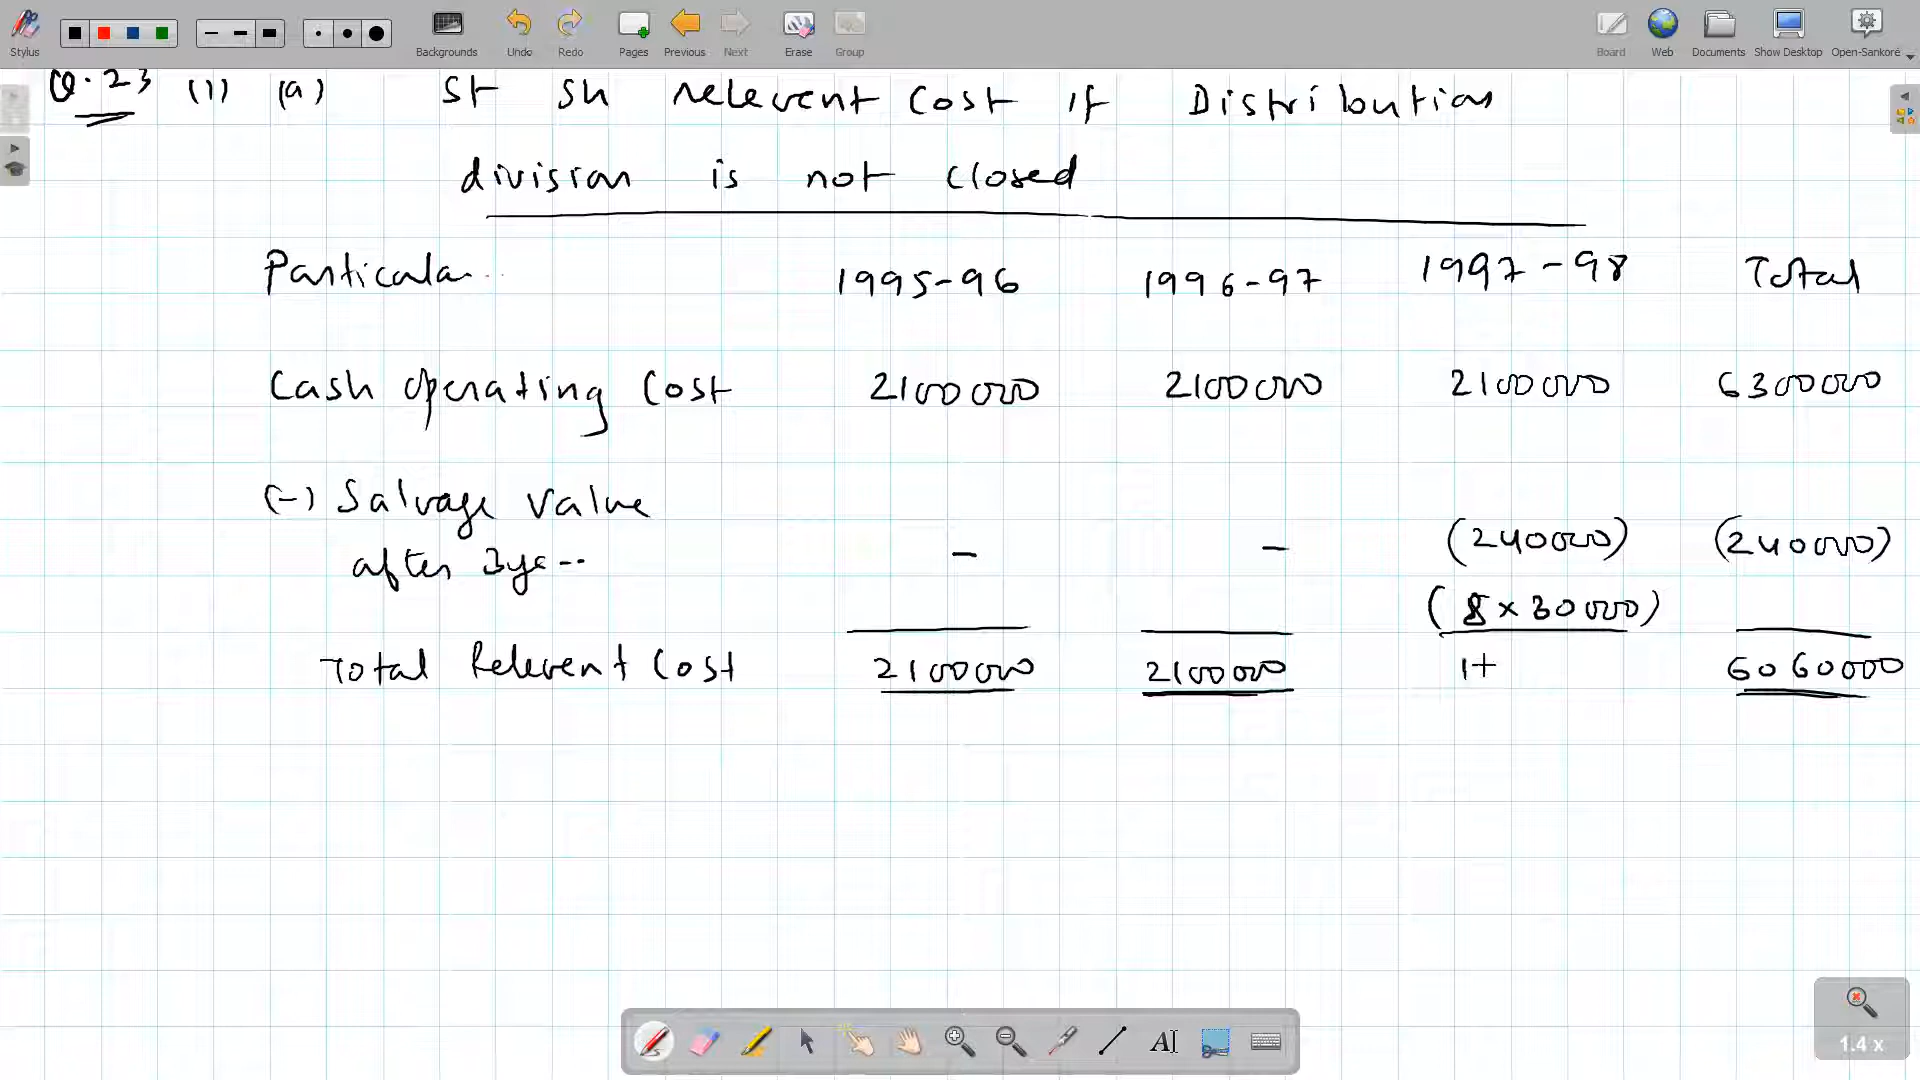 Stylus
Backgrounds Undo Redo Pages Previous Next Erase Group
Board Web Documents Show Desktop Open-Sankoré
Q.23 (1) (a) St sh relevent cost if Distribution
division is not closed
Particular.. 1995-96 1996-97 1997-98 Total
Cash operating Cost 2100000 2100000 2100000 6300000
(-) Salvage value
after 3ys.. - - (240000) (240000)
(8 x 30000)
Total Relevent Cost 2100000 2100000 1+ 6060000
1.4 x